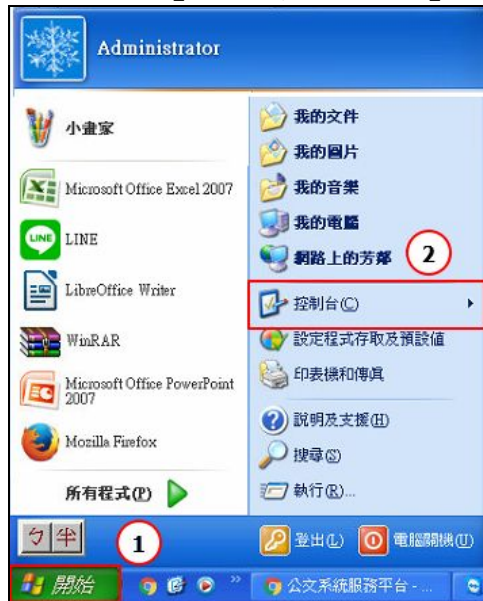 Administrator
小畫家
Microsoft Office Excel 2007
LINE
LINE
LibreOffice Writer
WinRAR
Microsoft Office PowerPoint
2007
Mozilla Firefox
所有程式(P)
我的文件
我的圖片
我的音樂
我的電腦
網路上的芳鄰
2
控制台(C)
設定程式存取及預設值
印表機和傳真
說明及支援(H)
搜尋(S)
執行(R)...
ㄅ 半
1
登出(L)
電腦關機(U)
開始
公文系統服務平台 - ...